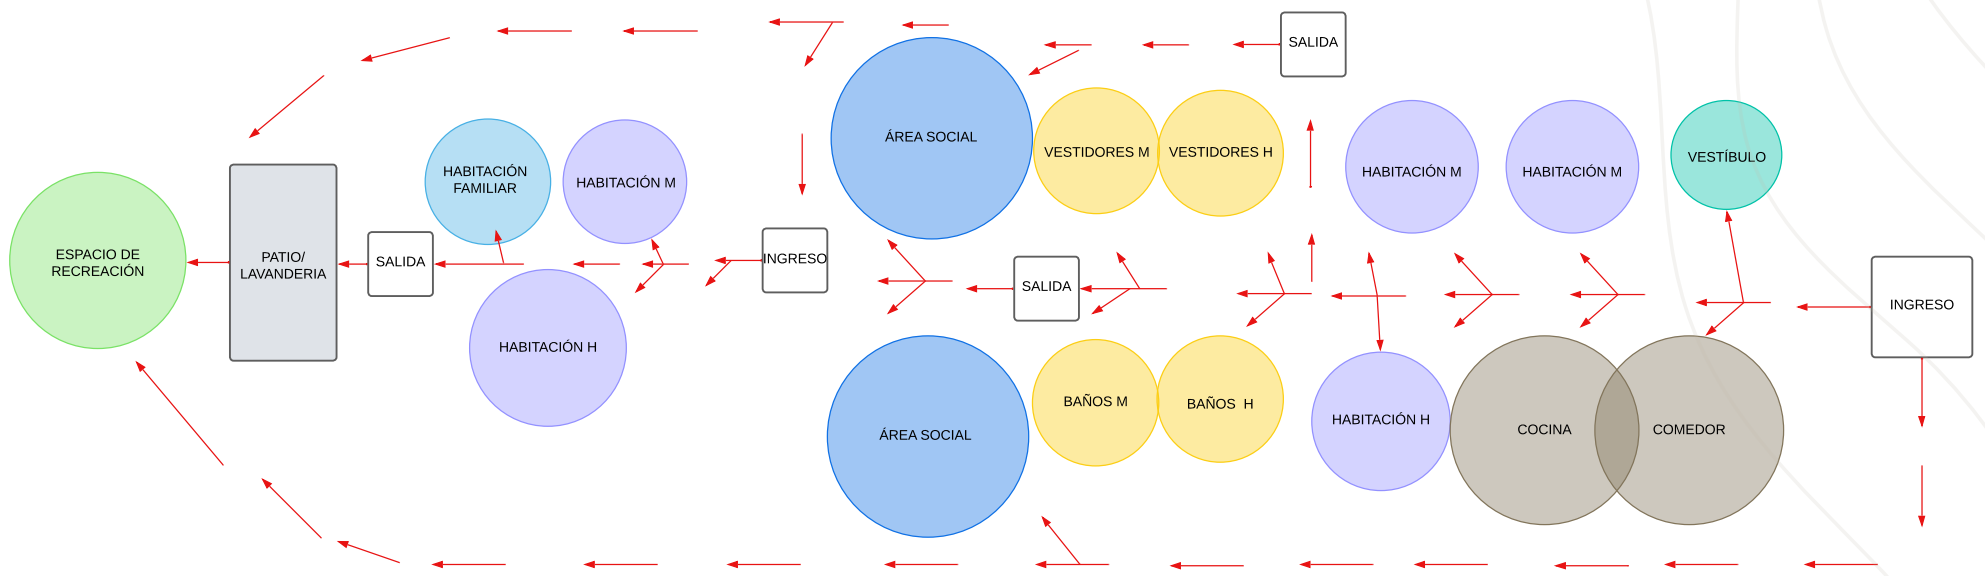 SALIDA
ÁREA SOCIAL
VESTIDORES M
VESTIDORES H
HABITACIÓN M
HABITACIÓN M
VESTÍBULO
HABITACIÓN
FAMILIAR
HABITACIÓN M
ESPACIO DE
RECREACIÓN
PATIO/
LAVANDERIA
SALIDA
INGRESO
SALIDA
INGRESO
HABITACIÓN H
ÁREA SOCIAL
BAÑOS M
BAÑOS  H
HABITACIÓN H
COCINA
COMEDOR